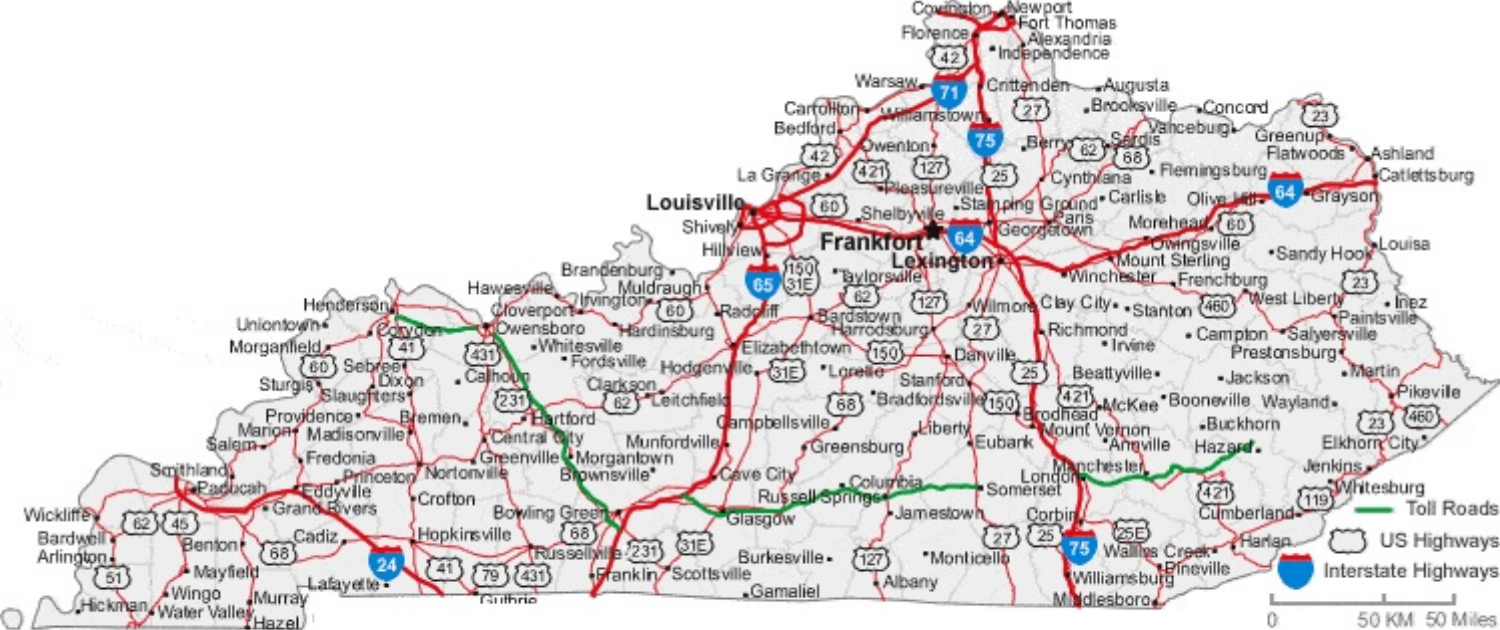 Covington
Newport
Fort Thomas
Florence
Alexandria
Independence
42
Warsaw
71
Crittenden
Augusta
Carrollton
Williamstown
27
Brooksville
Concord
23
Bedford
75
Vanceburg
Greenup
Owenton
Berry
62
Sardis
68
Flatwoods
Ashland
42
421
127
25
Cynthiana
Flemingsburg
Catlettsburg
La Grange
Pleasureville
Carlisle
Olive Hill
64
Grayson
Louisville
60
Shelbyville
Stamping Ground
Paris
Morehead
60
Shively
Frankfort
64
Georgetown
Owingsville
Louisa
Hillview
Lexington
Mount Sterling
Sandy Hook
Brandenburg
65
150
31E
Taylorsville
Winchester
Frenchburg
23
Hawesville
Muldraugh
62
127
Wilmore
Clay City
460
West Liberty
Inez
Henderson
Cloverport
Irvington
60
Radcliff
Bardstown
Stanton
Paintsville
Uniontown
Corydon
Owensboro
Hardinsburg
Harrodsburg
27
Richmond
Campton
Salyersville
Morganfield
41
431
Whitesville
Elizabethtown
150
Danville
Irvine
Prestonsburg
60
Sebree
Fordsville
Hodgenville
31E
Lorelle
25
Beattyville
Jackson
Martin
Sturgis
Dixon
Calhoun
Clarkson
Stanford
Slaughters
231
62
Leitchfield
68
Bradfordsville
150
421
McKee
Booneville
Wayland
Pikeville
Providence
Bremen
Hartford
Campbellsville
Brodhead
Buckhorn
23
460
Marion
Madisonville
Central City
Munfordville
Greensburg
Liberty
Eubank
Mount Vernon
Annville
Hazard
Elkhorn City
Salem
Fredonia
Greenville
Morgantown
Smithland
Princeton
Nortonville
Brownsville
Cave City
Columbia
London
Manchester
Jenkins
Paducah
Eddyville
Crofton
Russell Springs
Somerset
421
119
Whitesburg
Wickliffe
62
45
Grand Rivers
Bowling Green
Glasgow
Jamestown
Corbin
Cumberland
Toll Roads
Bardwell
Benton
68
Cadiz
Hopkinsville
68
231
31E
27
25
25E
Harlan
US Highways
Arlington
Russellville
Burkesville
127
Monticello
75
Wallins Creek
51
Mayfield
24
41
79
431
Franklin
Scottsville
Pineville
Interstate Highways
Lafayette
Albany
Williamsburg
Wingo
Murray
Guthrie
Gamaliel
Middlesboro
Hickman
Water Valley
Hazel
0 50 KM 50 Miles